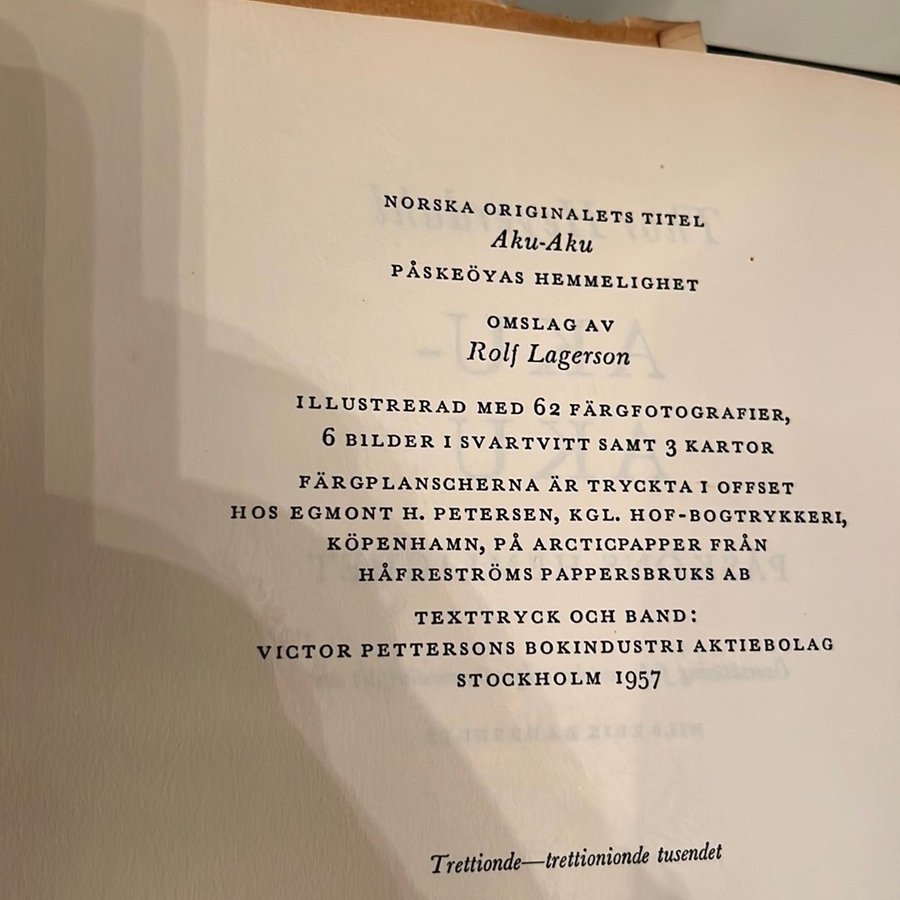 NORSKA ORIGINALETS TITEL
Aku-Aku
PÅSKEÖYAS HEMMELIGHET
OMSLAG AV
Rolf Lagerson
ILLUSTRERAD MED 62 FÄRGFOTOGRAFIER,
6 BILDER I SVARTVITT SAMT 3 KARTOR
FÄRGPLANSCHERNA ÄR TRYCKTA I OFFSET
HOS EGMONT H. PETERSEN, KGL. HOF-BOGTRYKKERI,
KÖPENHAMN, PÅ ARCTICPAPPER FRÅN
HÅFRESTRÖMS PAPPERSBRUKS AB
TEXTTRYCK OCH BAND:
VICTOR PETTERSONS BOKINDUSTRI AKTIEBOLAG
STOCKHOLM 1957
Trettionde—trettionionde tusendet